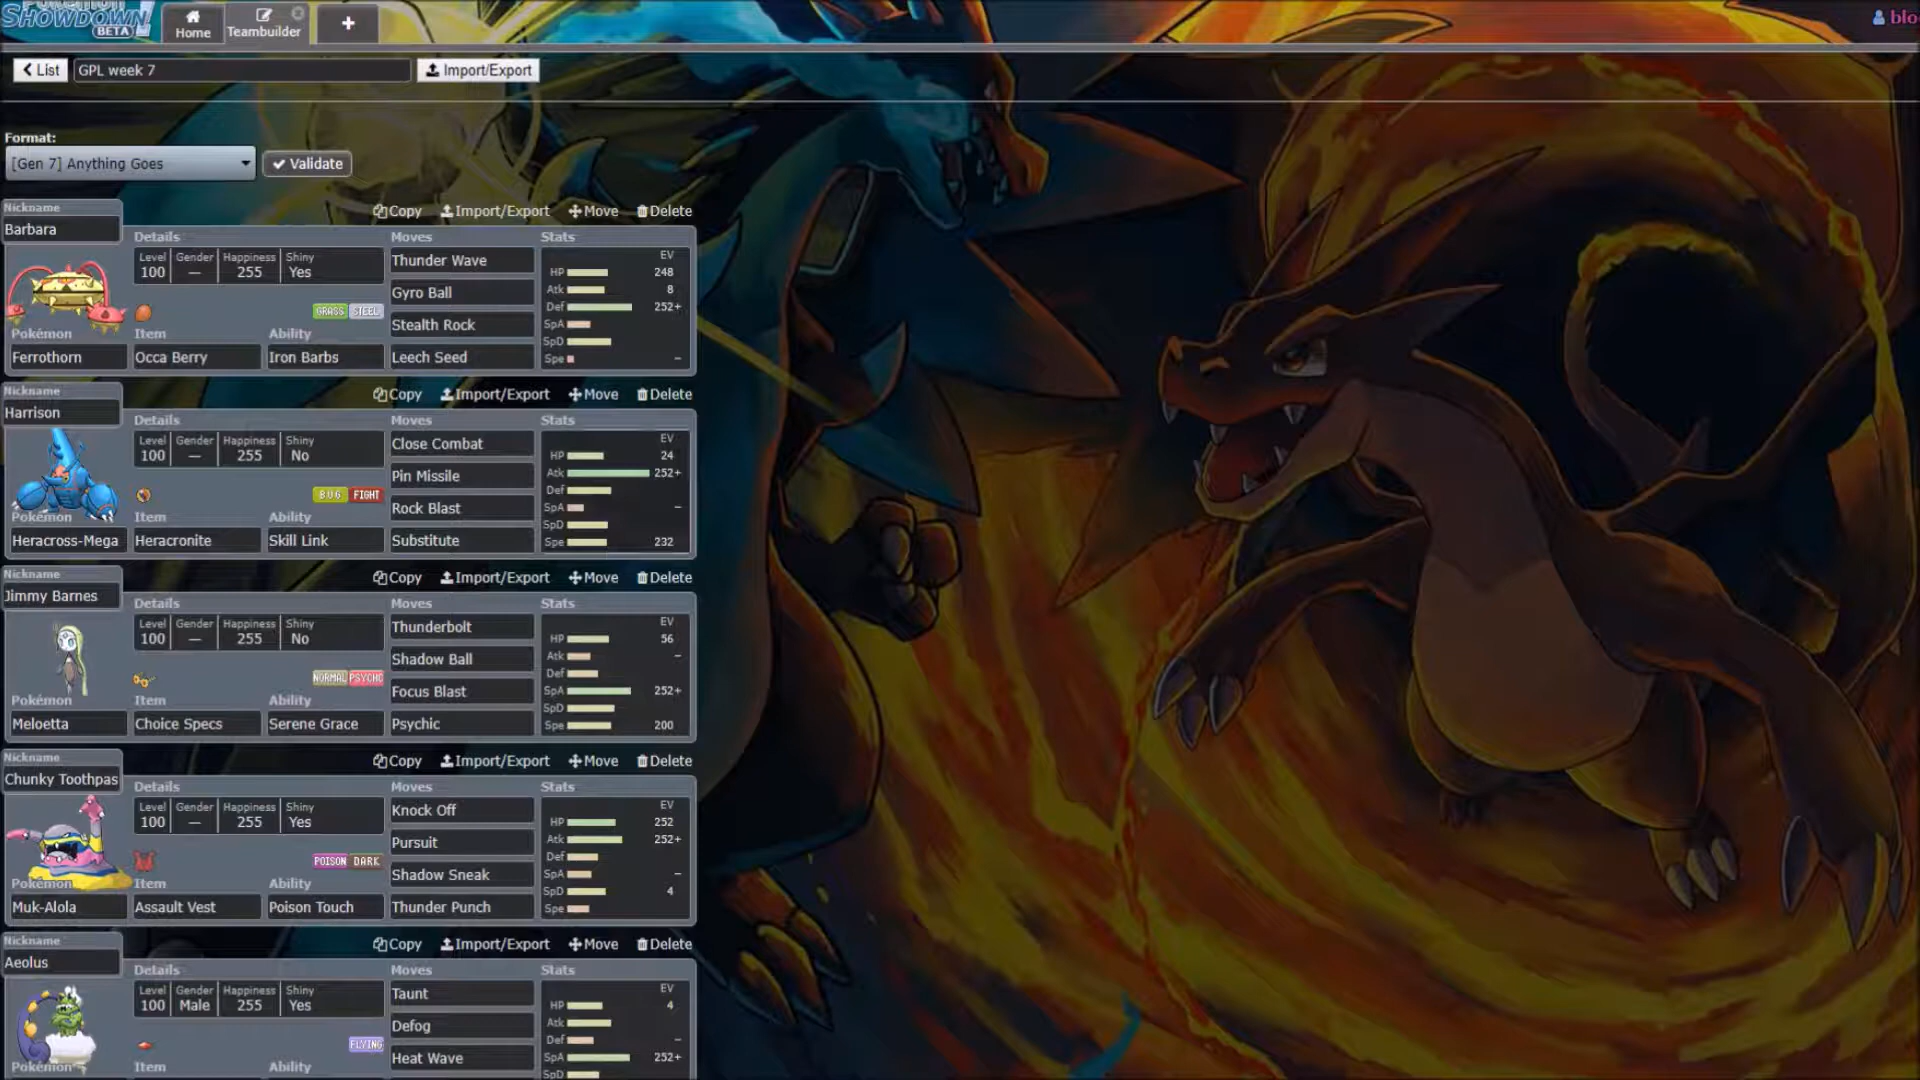 Pokémon
SHOWDOWN
BETA
Home
Teambuilder
+
blo
List
GPL week 7
Import/Export
Format:
[Gen 7] Anything Goes
Validate
Copy Import/Export Move Delete
Nickname
Barbara
Details
Moves
Stats
Level Gender Happiness Shiny
100 — 255 Yes
GRASS STEEL
Pokémon Item Ability
Ferrothorn Occa Berry Iron Barbs
Thunder Wave
Gyro Ball
Stealth Rock
Leech Seed
EV
HP 248
Atk 8
Def 252+
SpA
SpD
Spe –
Copy Import/Export Move Delete
Nickname
Harrison
Details
Moves
Stats
Level Gender Happiness Shiny
100 — 255 No
BUG FIGHT
Pokémon Item Ability
Heracross-Mega Heracronite Skill Link
Close Combat
Pin Missile
Rock Blast
Substitute
EV
HP 24
Atk 252+
Def
SpA –
SpD
Spe 232
Copy Import/Export Move Delete
Nickname
Jimmy Barnes
Details
Moves
Stats
Level Gender Happiness Shiny
100 — 255 No
NORMAL PSYCHC
Pokémon Item Ability
Meloetta Choice Specs Serene Grace
Thunderbolt
Shadow Ball
Focus Blast
Psychic
EV
HP 56
Atk –
Def
SpA 252+
SpD
Spe 200
Copy Import/Export Move Delete
Nickname
Chunky Toothpas
Details
Moves
Stats
Level Gender Happiness Shiny
100 — 255 Yes
POISON DARK
Pokémon Item Ability
Muk-Alola Assault Vest Poison Touch
Knock Off
Pursuit
Shadow Sneak
Thunder Punch
EV
HP 252
Atk 252+
Def
SpA –
SpD 4
Spe
Copy Import/Export Move Delete
Nickname
Aeolus
Details
Moves
Stats
Level Gender Happiness Shiny
100 Male 255 Yes
FLYING
Pokémon Item Ability
Taunt
Defog
Heat Wave
EV
HP 4
Atk
Def –
SpA 252+
SpD